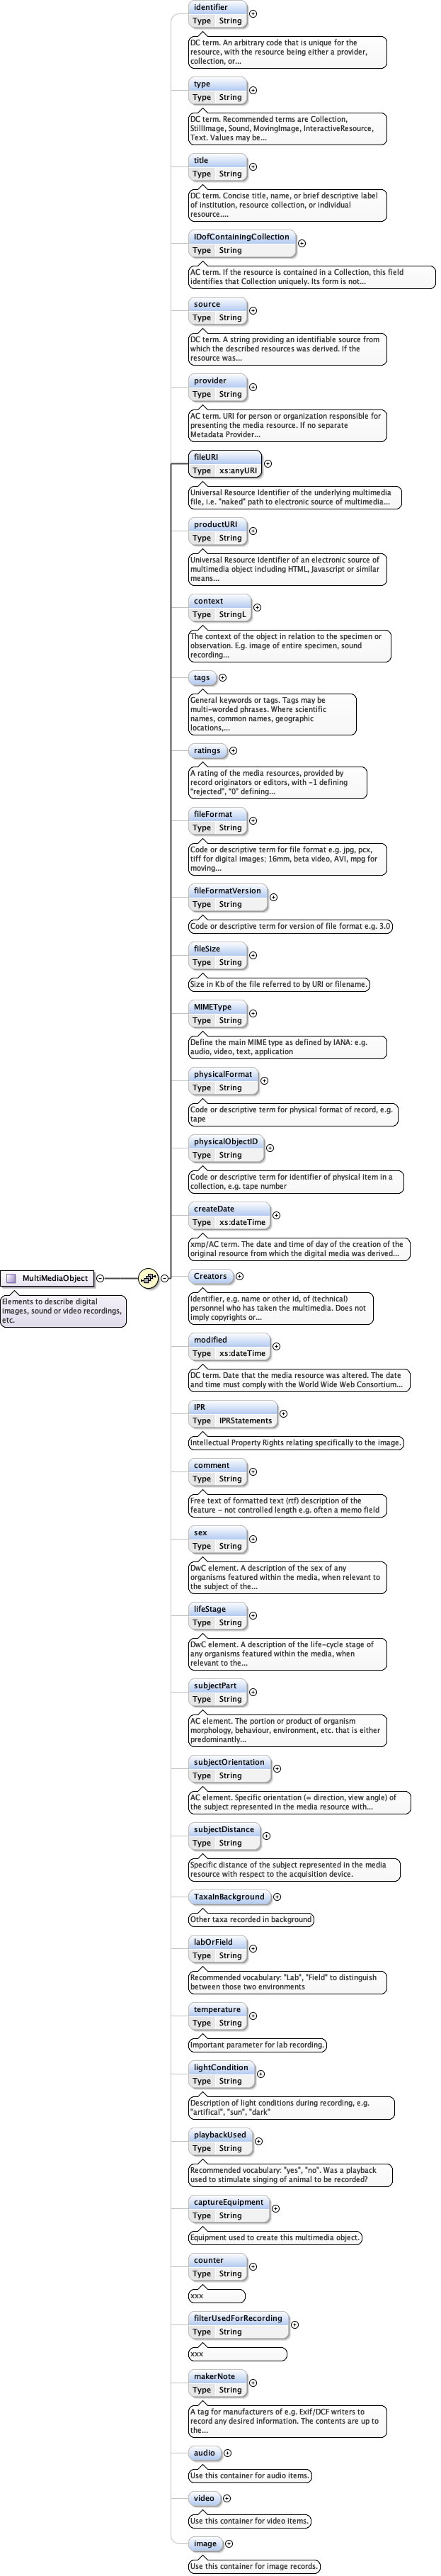 identifier
Type String
DC term. An arbitrary code that is unique for the
resource, with the resource being either a provider,
collection, or...
type
Type String
DC term. Recommended terms are Collection,
StillImage, Sound, MovingImage, InteractiveResource,
Text. Values may be...
title
Type String
DC term. Concise title, name, or brief descriptive label
of institution, resource collection, or individual
resource....
IDofContainingCollection
Type String
AC term. If the resource is contained in a Collection, this field
identifies that Collection uniquely. Its form is not...
source
Type String
DC term. A string providing an identifiable source from
which the described resources was derived. If the
resource was...
provider
Type String
AC term. URI for person or organization responsible for
presenting the media resource. If no separate
Metadata Provider...
fileURI
Type xs:anyURI
Universal Resource Identifier of the underlying multimedia
file, i.e. "naked" path to electronic source of multimedia...
productURI
Type String
Universal Resource Identifier of an electronic source of
multimedia object including HTML, Javascript or similar
means...
context
Type StringL
The context of the object in relation to the specimen or
observation. E.g. image of entire specimen, sound
recording...
tags
General keywords or tags. Tags may be
multi-worded phrases. Where scientific
names, common names, geographic
locations,...
ratings
A rating of the media resources, provided by
record originators or editors, with -1 defining
"rejected", "0" defining...
fileFormat
Type String
Code or descriptive term for file format e.g. jpg, pcx,
tiff for digital images; 16mm, beta video, AVI, mpg for
moving...
fileFormatVersion
Type String
Code or descriptive term for version of file format e.g. 3.0
fileSize
Type String
Size in Kb of the file referred to by URI or filename.
MIMEType
Type String
Define the main MIME type as defined by IANA: e.g.
audio, video, text, application
physicalFormat
Type String
Code or descriptive term for physical format of record, e.g.
tape
physicalObjectID
Type String
Code or descriptive term for identifier of physical item in a
collection, e.g. tape number
createDate
Type xs:dateTime
xmp/AC term. The date and time of day of the creation of the
original resource from which the digital media was derived...
MultiMediaObject
Elements to describe digital
images, sound or video recordings,
etc.
Creators
Identifier, e.g. name or other id, of (technical)
personnel who has taken the multimedia. Does not
imply copyrights or...
modified
Type xs:dateTime
DC term. Date that the media resource was altered. The date
and time must comply with the World Wide Web Consortium...
IPR
Type IPRStatements
Intellectual Property Rights relating specifically to the image.
comment
Type String
Free text of formatted text (rtf) description of the
feature - not controlled length e.g. often a memo field
sex
Type String
DwC element. A description of the sex of any
organisms featured within the media, when relevant to
the subject of the...
lifeStage
Type String
DwC element. A description of the life-cycle stage of
any organisms featured within the media, when
relevant to the...
subjectPart
Type String
AC element. The portion or product of organism
morphology, behaviour, environment, etc. that is either
predominantly...
subjectOrientation
Type String
AC element. Specific orientation (= direction, view angle) of
the subject represented in the media resource with...
subjectDistance
Type String
Specific distance of the subject represented in the media
resource with respect to the acquisition device.
TaxaInBackground
Other taxa recorded in background
labOrField
Type String
Recommended vocabulary: "Lab", "Field" to distinguish
between those two environments
temperature
Type String
Important parameter for lab recording.
lightCondition
Type String
Description of light conditions during recording, e.g.
"artifical", "sun", "dark"
playbackUsed
Type String
Recommended vocabulary: "yes", "no". Was a playback
used to stimulate singing of animal to be recorded?
captureEquipment
Type String
Equipment used to create this multimedia object.
counter
Type String
xxx
filterUsedForRecording
Type String
xxx
makerNote
Type String
A tag for manufacturers of e.g. Exif/DCF writers to
record any desired information. The contents are up to
the...
audio
Use this container for audio items.
video
Use this container for video items.
image
Use this container for image records.